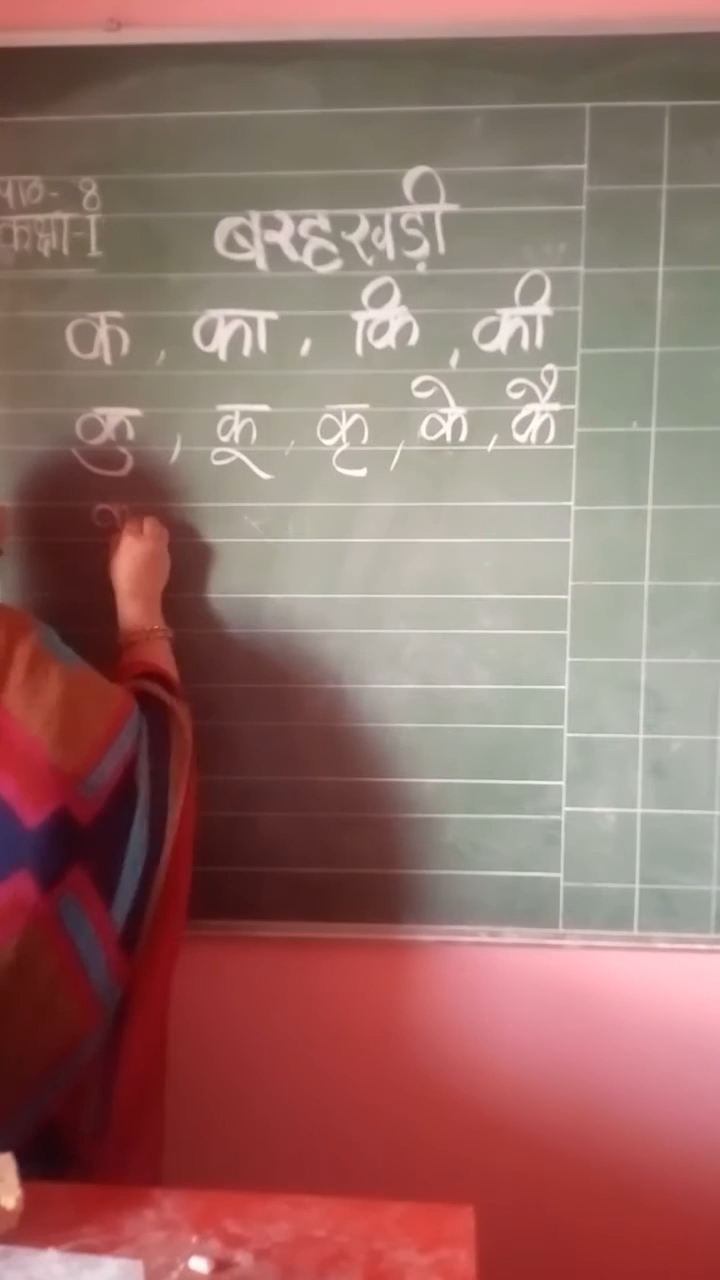 पाठ- 8
कक्षा-I
बरहखड़ी
क , का , कि , की
कु , कू , कृ , के , कै